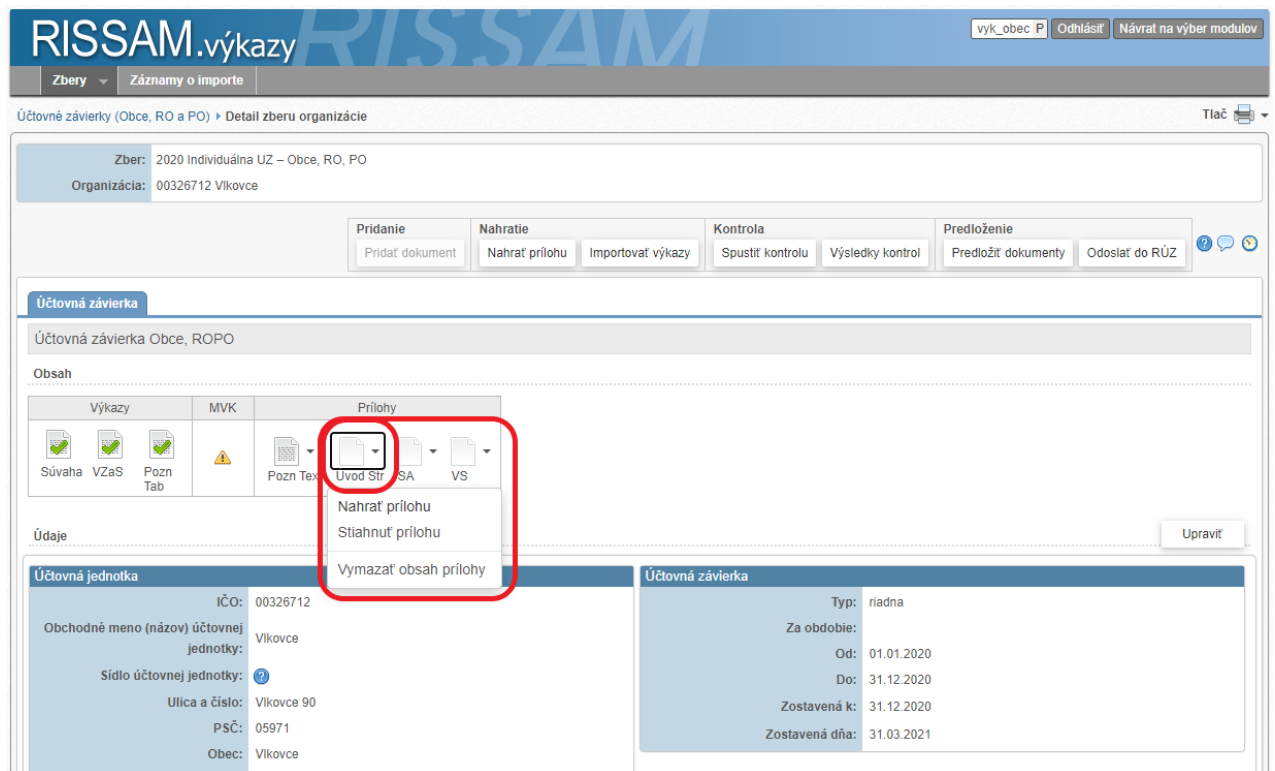 RISSAM.výkazy RISSAM
vyk_obec P Odhlásiť Návrat na výber modulov
Zbery Záznamy o importe
Účtovné závierky (Obce, RO a PO) Detail zberu organizácie Tlač
Zber: 2020 Individuálna UZ – Obce, RO, PO
Organizácia: 00326712 Vlkovce
Pridanie Nahratie Kontrola Predloženie
Pridať dokument Nahrať prílohu Importovať výkazy Spustiť kontrolu Výsledky kontrol Predložiť dokumenty Odoslať do RÚZ
Účtovná závierka
Účtovná závierka Obce, ROPO
Obsah
Výkazy MVK Prílohy
Súvaha VZaS Pozn Tab Pozn Tex Úvod Str SA VS
Nahrať prílohu
Stiahnuť prílohu
Vymazať obsah prílohy
Údaje Upraviť
Účtovná jednotka
IČO: 00326712
Obchodné meno (názov) účtovnej jednotky: Vlkovce
Sídlo účtovnej jednotky:
Ulica a číslo: Vlkovce 90
PSČ: 05971
Obec: Vlkovce
Účtovná závierka
Typ: riadna
Za obdobie:
Od: 01.01.2020
Do: 31.12.2020
Zostavená k: 31.12.2020
Zostavená dňa: 31.03.2021